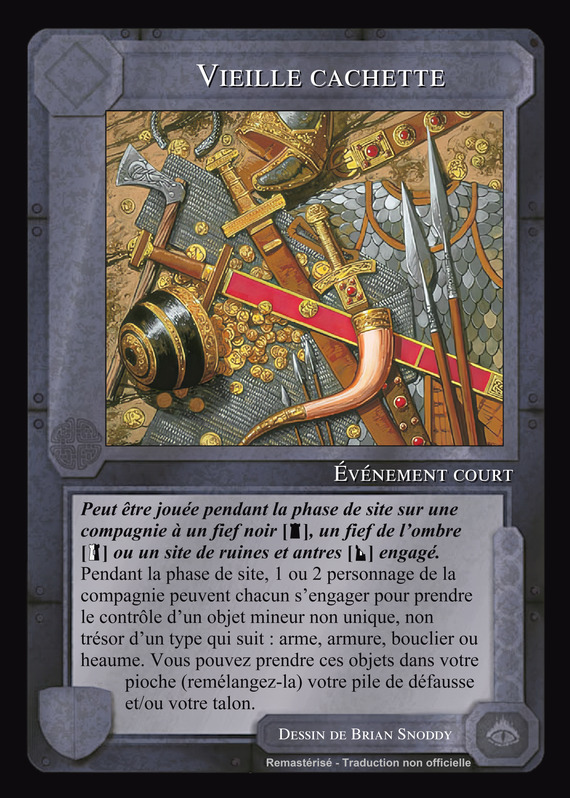 Vieille cachette
Événement court
Peut être jouée pendant la phase de site sur une
compagnie à un fief noir [], un fief de l'ombre
[] ou un site de ruines et antres [] engagé.
Pendant la phase de site, 1 ou 2 personnage de la
compagnie peuvent chacun s'engager pour prendre
le contrôle d'un objet mineur non unique, non
trésor d'un type qui suit : arme, armure, bouclier ou
heaume. Vous pouvez prendre ces objets dans votre
pioche (remélangez-la) votre pile de défausse
et/ou votre talon.
Dessin de Brian Snoddy
Remastérisé - Traduction non officielle